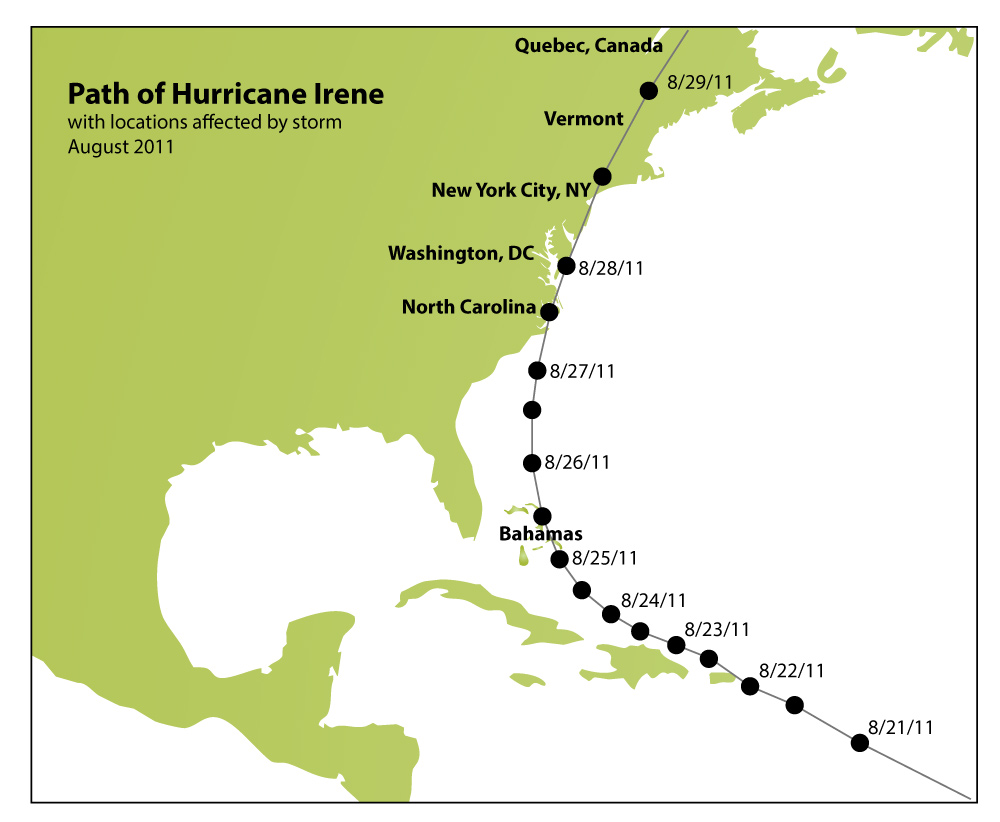 Path of Hurricane Irene
with locations affected by storm
August 2011
Quebec, Canada
8/29/11
Vermont
New York City, NY
Washington, DC
8/28/11
North Carolina
8/27/11
8/26/11
Bahamas
8/25/11
8/24/11
8/23/11
8/22/11
8/21/11